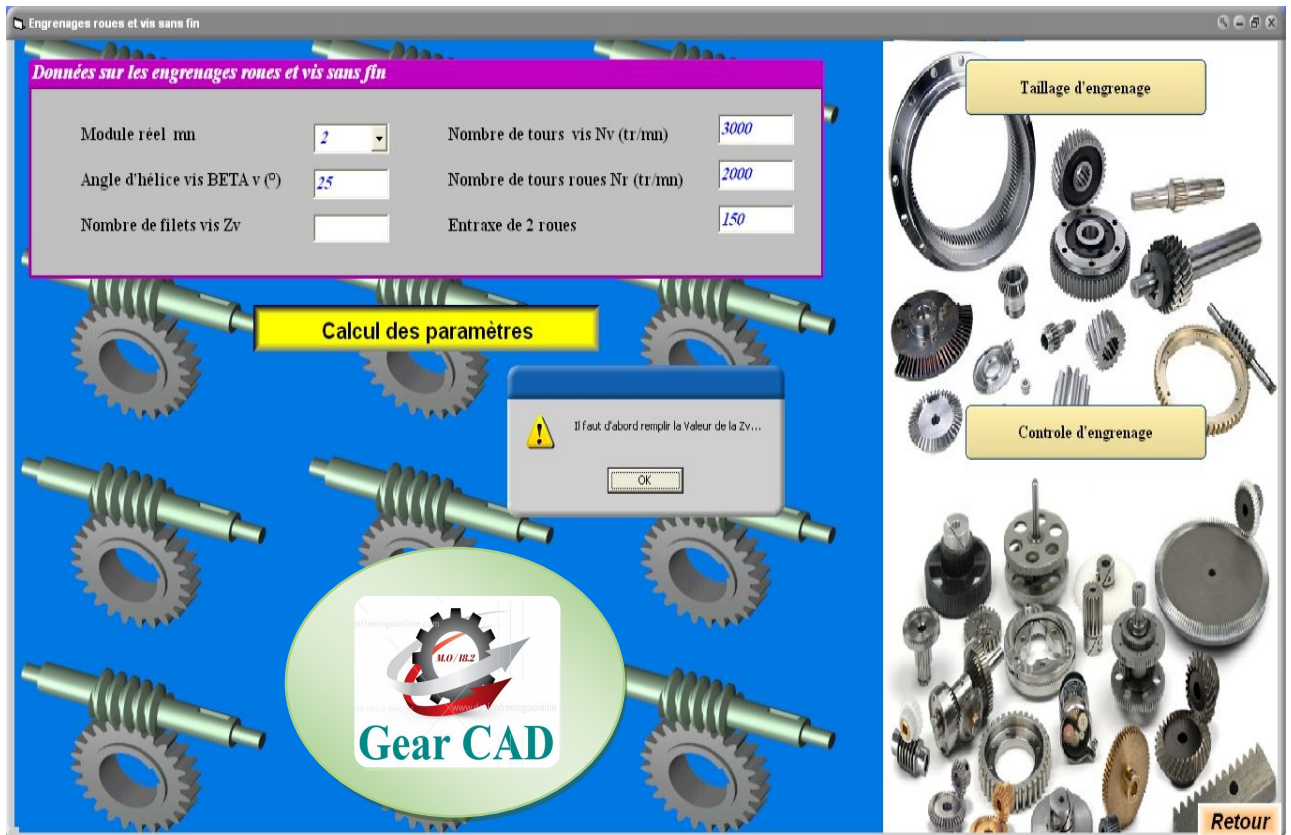 Engrenages roues et vis sans fin
Données sur les engrenages roues et vis sans fin
Module réel mn
2
Nombre de tours vis Nv (tr/mn)
3000
Angle d'hélice vis BETA v (°)
25
Nombre de tours roues Nr (tr/mn)
2000
Nombre de filets vis Zv
Entraxe de 2 roues
150
Calcul des paramètres
Il faut d'abord remplir la Valeur de la Zv...
OK
Taillage d'engrenage
Controle d'engrenage
M.O/18.2
Gear CAD
Retour